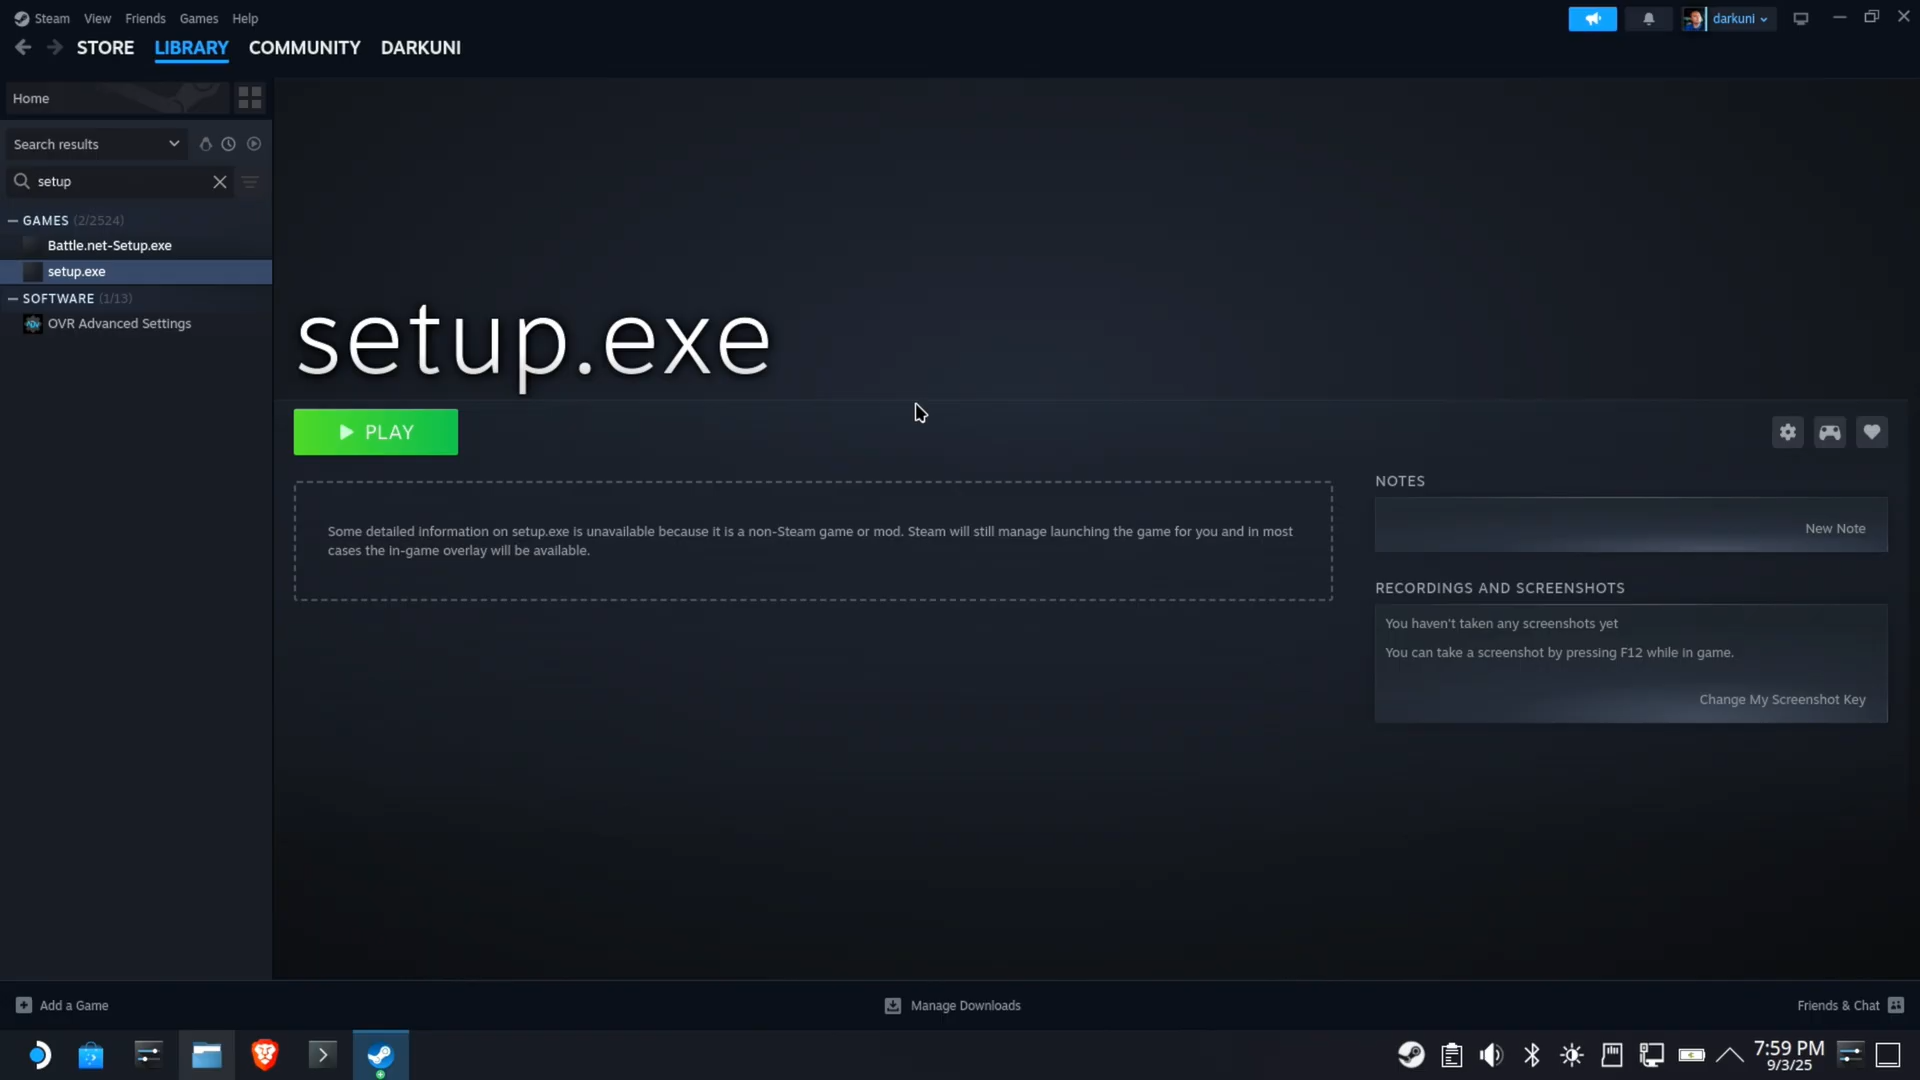 Steam View Friends Games Help
darkuni
STORE LIBRARY COMMUNITY DARKUNI
Home
Search results
setup
GAMES (2/2524)
Battle.net-Setup.exe
setup.exe
SOFTWARE (1/13)
OVR Advanced Settings
setup.exe
PLAY
Some detailed information on setup.exe is unavailable because it is a non-Steam game or mod. Steam will still manage launching the game for you and in most
cases the in-game overlay will be available.
NOTES
New Note
RECORDINGS AND SCREENSHOTS
You haven't taken any screenshots yet
You can take a screenshot by pressing F12 while in game.
Change My Screenshot Key
Add a Game
Manage Downloads
Friends & Chat
7:59 PM
9/3/25